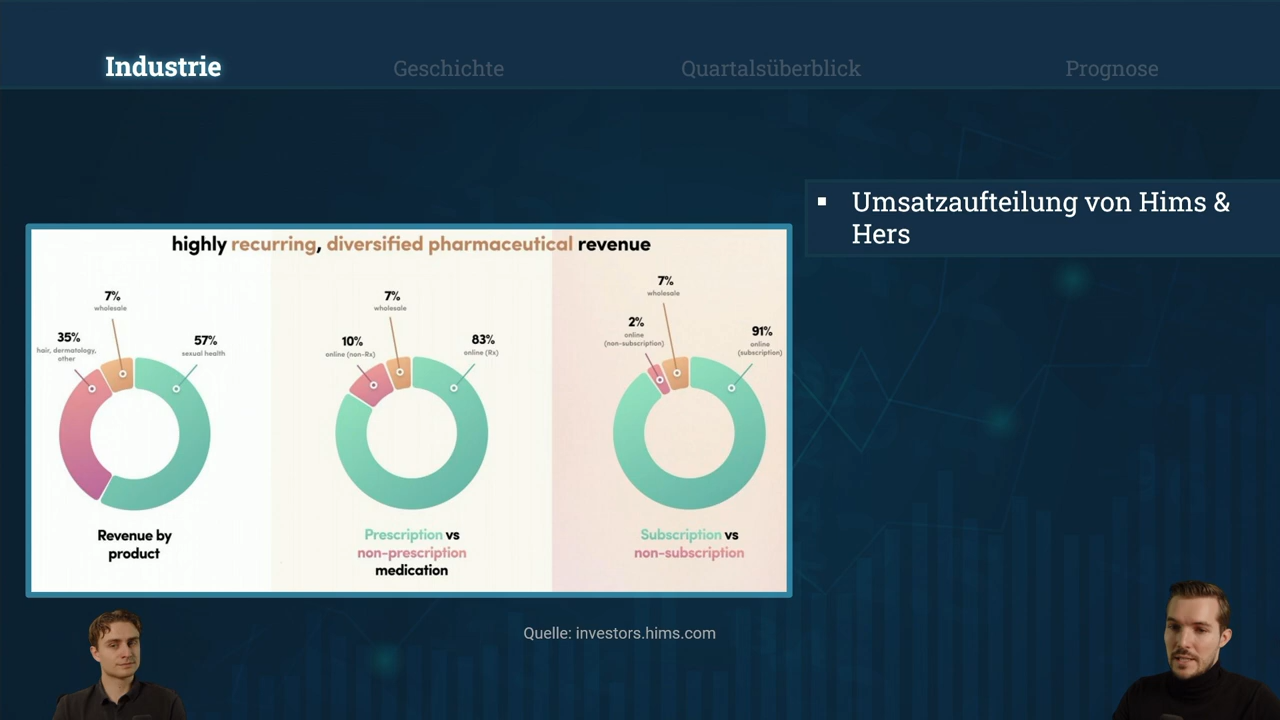 Industrie
Geschichte
Quartalsüberblick
Prognose
▪ Umsatzaufteilung von Hims &
Hers
highly recurring, diversified pharmaceutical revenue
7%
wholesale
35%
hair, dermatology,
other
57%
sexual health
Revenue by
product
7%
wholesale
10%
online (non-Rx)
83%
online (Rx)
Prescription vs
non-prescription
medication
7%
wholesale
2%
online
(non-subscription)
91%
online
(subscription)
Subscription vs
non-subscription
Quelle: investors.hims.com